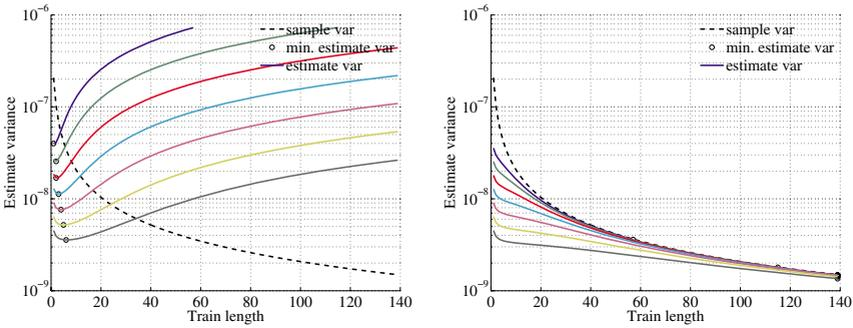 10⁻⁶
10⁻⁷
10⁻⁸
10⁻⁹
Estimate variance
0 20 40 60 80 100 120 140
Train length
sample var
min. estimate var
estimate var
10⁻⁶
10⁻⁷
10⁻⁸
10⁻⁹
Estimate variance
0 20 40 60 80 100 120 140
Train length
sample var
min. estimate var
estimate var